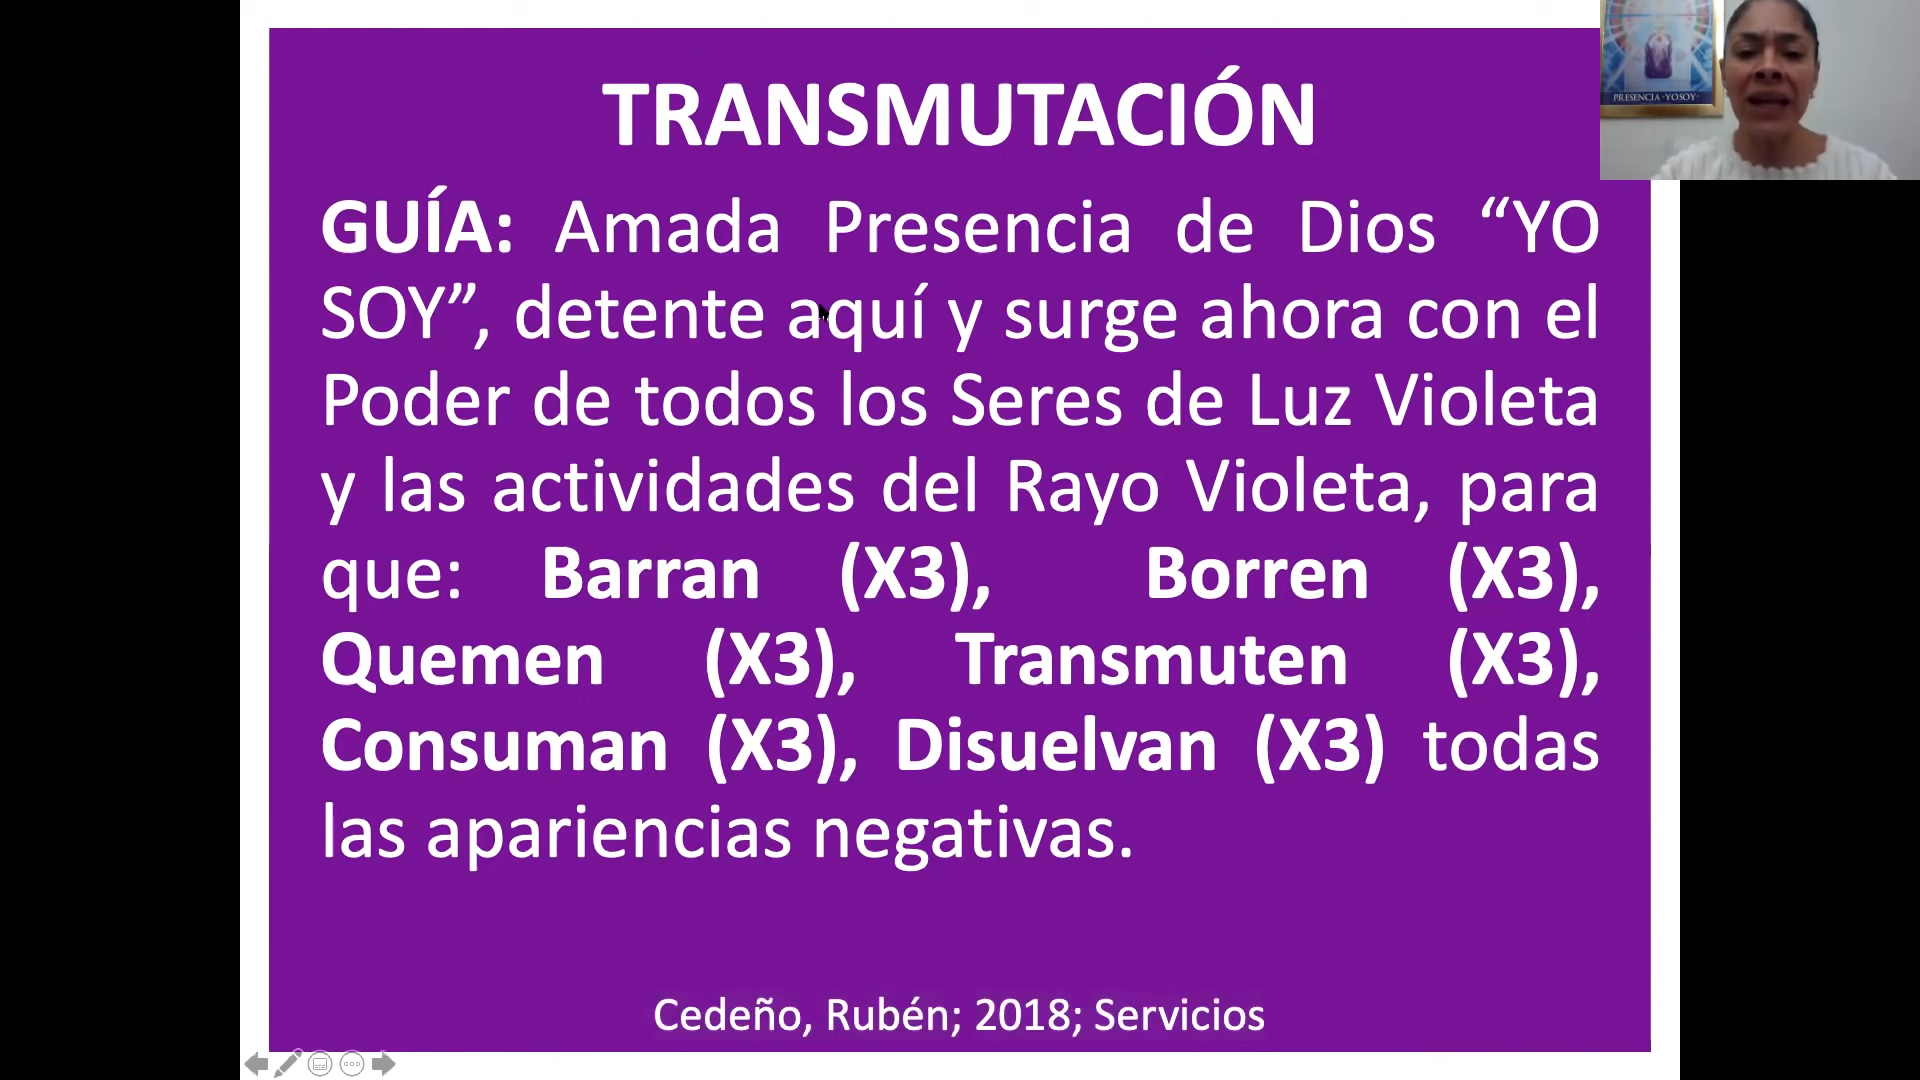 TRANSMUTACIÓN
GUÍA: Amada Presencia de Dios “YO
SOY”, detente aquí y surge ahora con el
Poder de todos los Seres de Luz Violeta
y las actividades del Rayo Violeta, para
que: Barran (X3), Borren (X3),
Quemen (X3), Transmuten (X3),
Consuman (X3), Disuelvan (X3) todas
las apariencias negativas.
Cedeño, Rubén; 2018; Servicios
PRESENCIA "YO SOY"